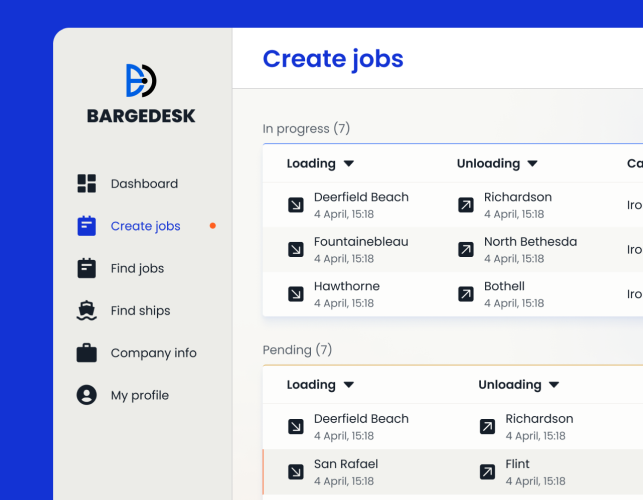 BARGEDESK
Dashboard
Create jobs
Find jobs
Find ships
Company info
My profile
Create jobs
In progress (7)
Loading Unloading Ca
Deerfield Beach Richardson Iro
4 April, 15:18 4 April, 15:18
Fountainebleau North Bethesda Iro
4 April, 15:18 4 April, 15:18
Hawthorne Bothell Iro
4 April, 15:18 4 April, 15:18
Pending (7)
Loading Unloading
Deerfield Beach Richardson
4 April, 15:18 4 April, 15:18
San Rafael Flint
4 April, 15:18 4 April, 15:18